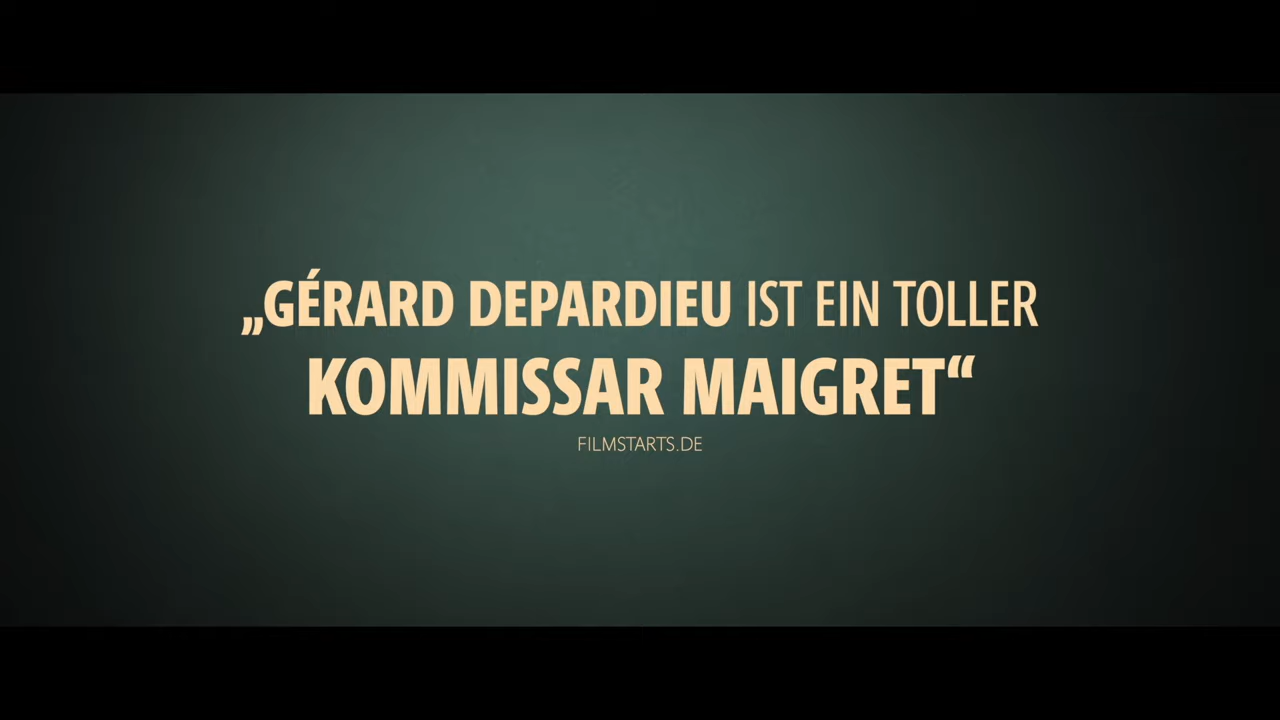 „GÉRARD DEPARDIEU IST EIN TOLLER
KOMMISSAR MAIGRET“
FILMSTARTS.DE